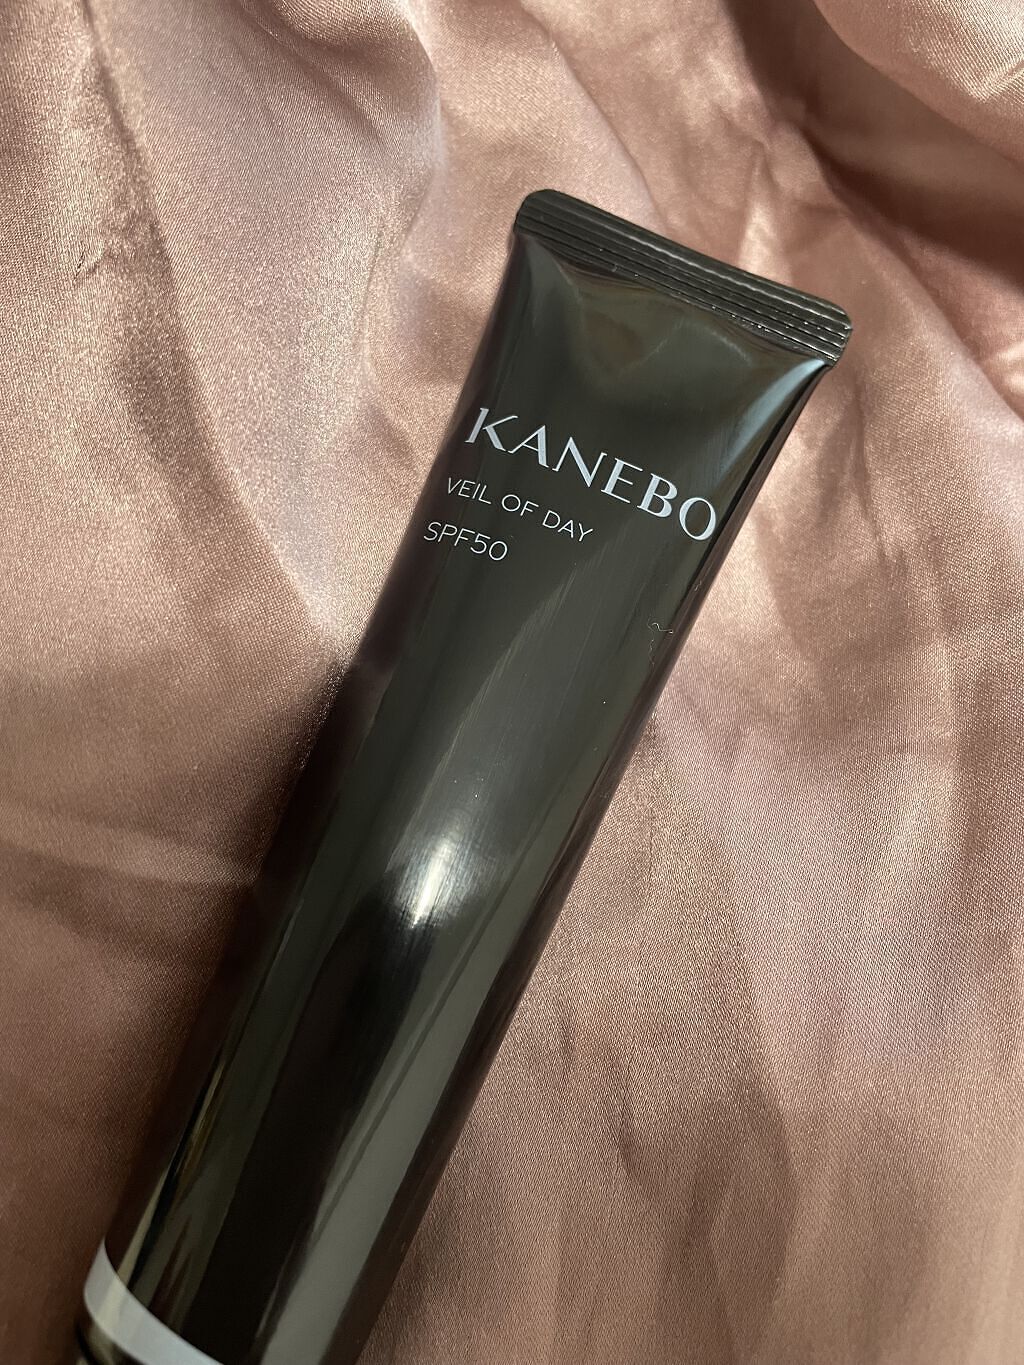 KANEBO
VEIL OF DAY
SPF50